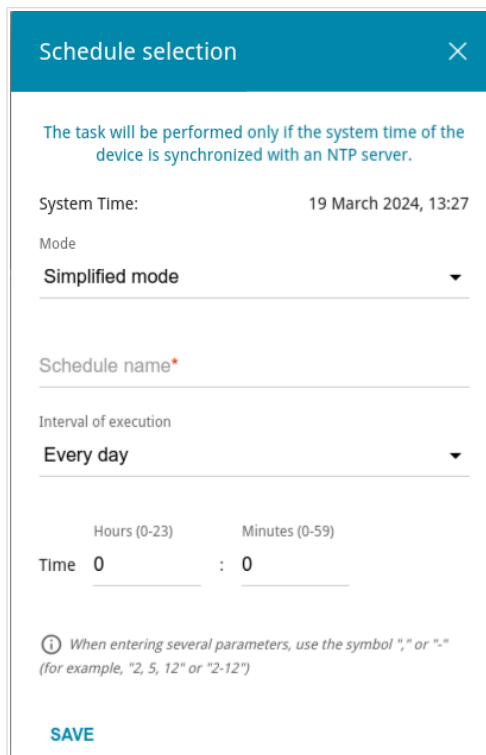 Schedule selection
The task will be performed only if the system time of the
device is synchronized with an NTP server.
System Time: 19 March 2024, 13:27
Mode
Simplified mode
Schedule name*
Interval of execution
Every day
Hours (0-23) Minutes (0-59)
Time 0 : 0
When entering several parameters, use the symbol "," or "-"
(for example, "2, 5, 12" or "2-12")
SAVE